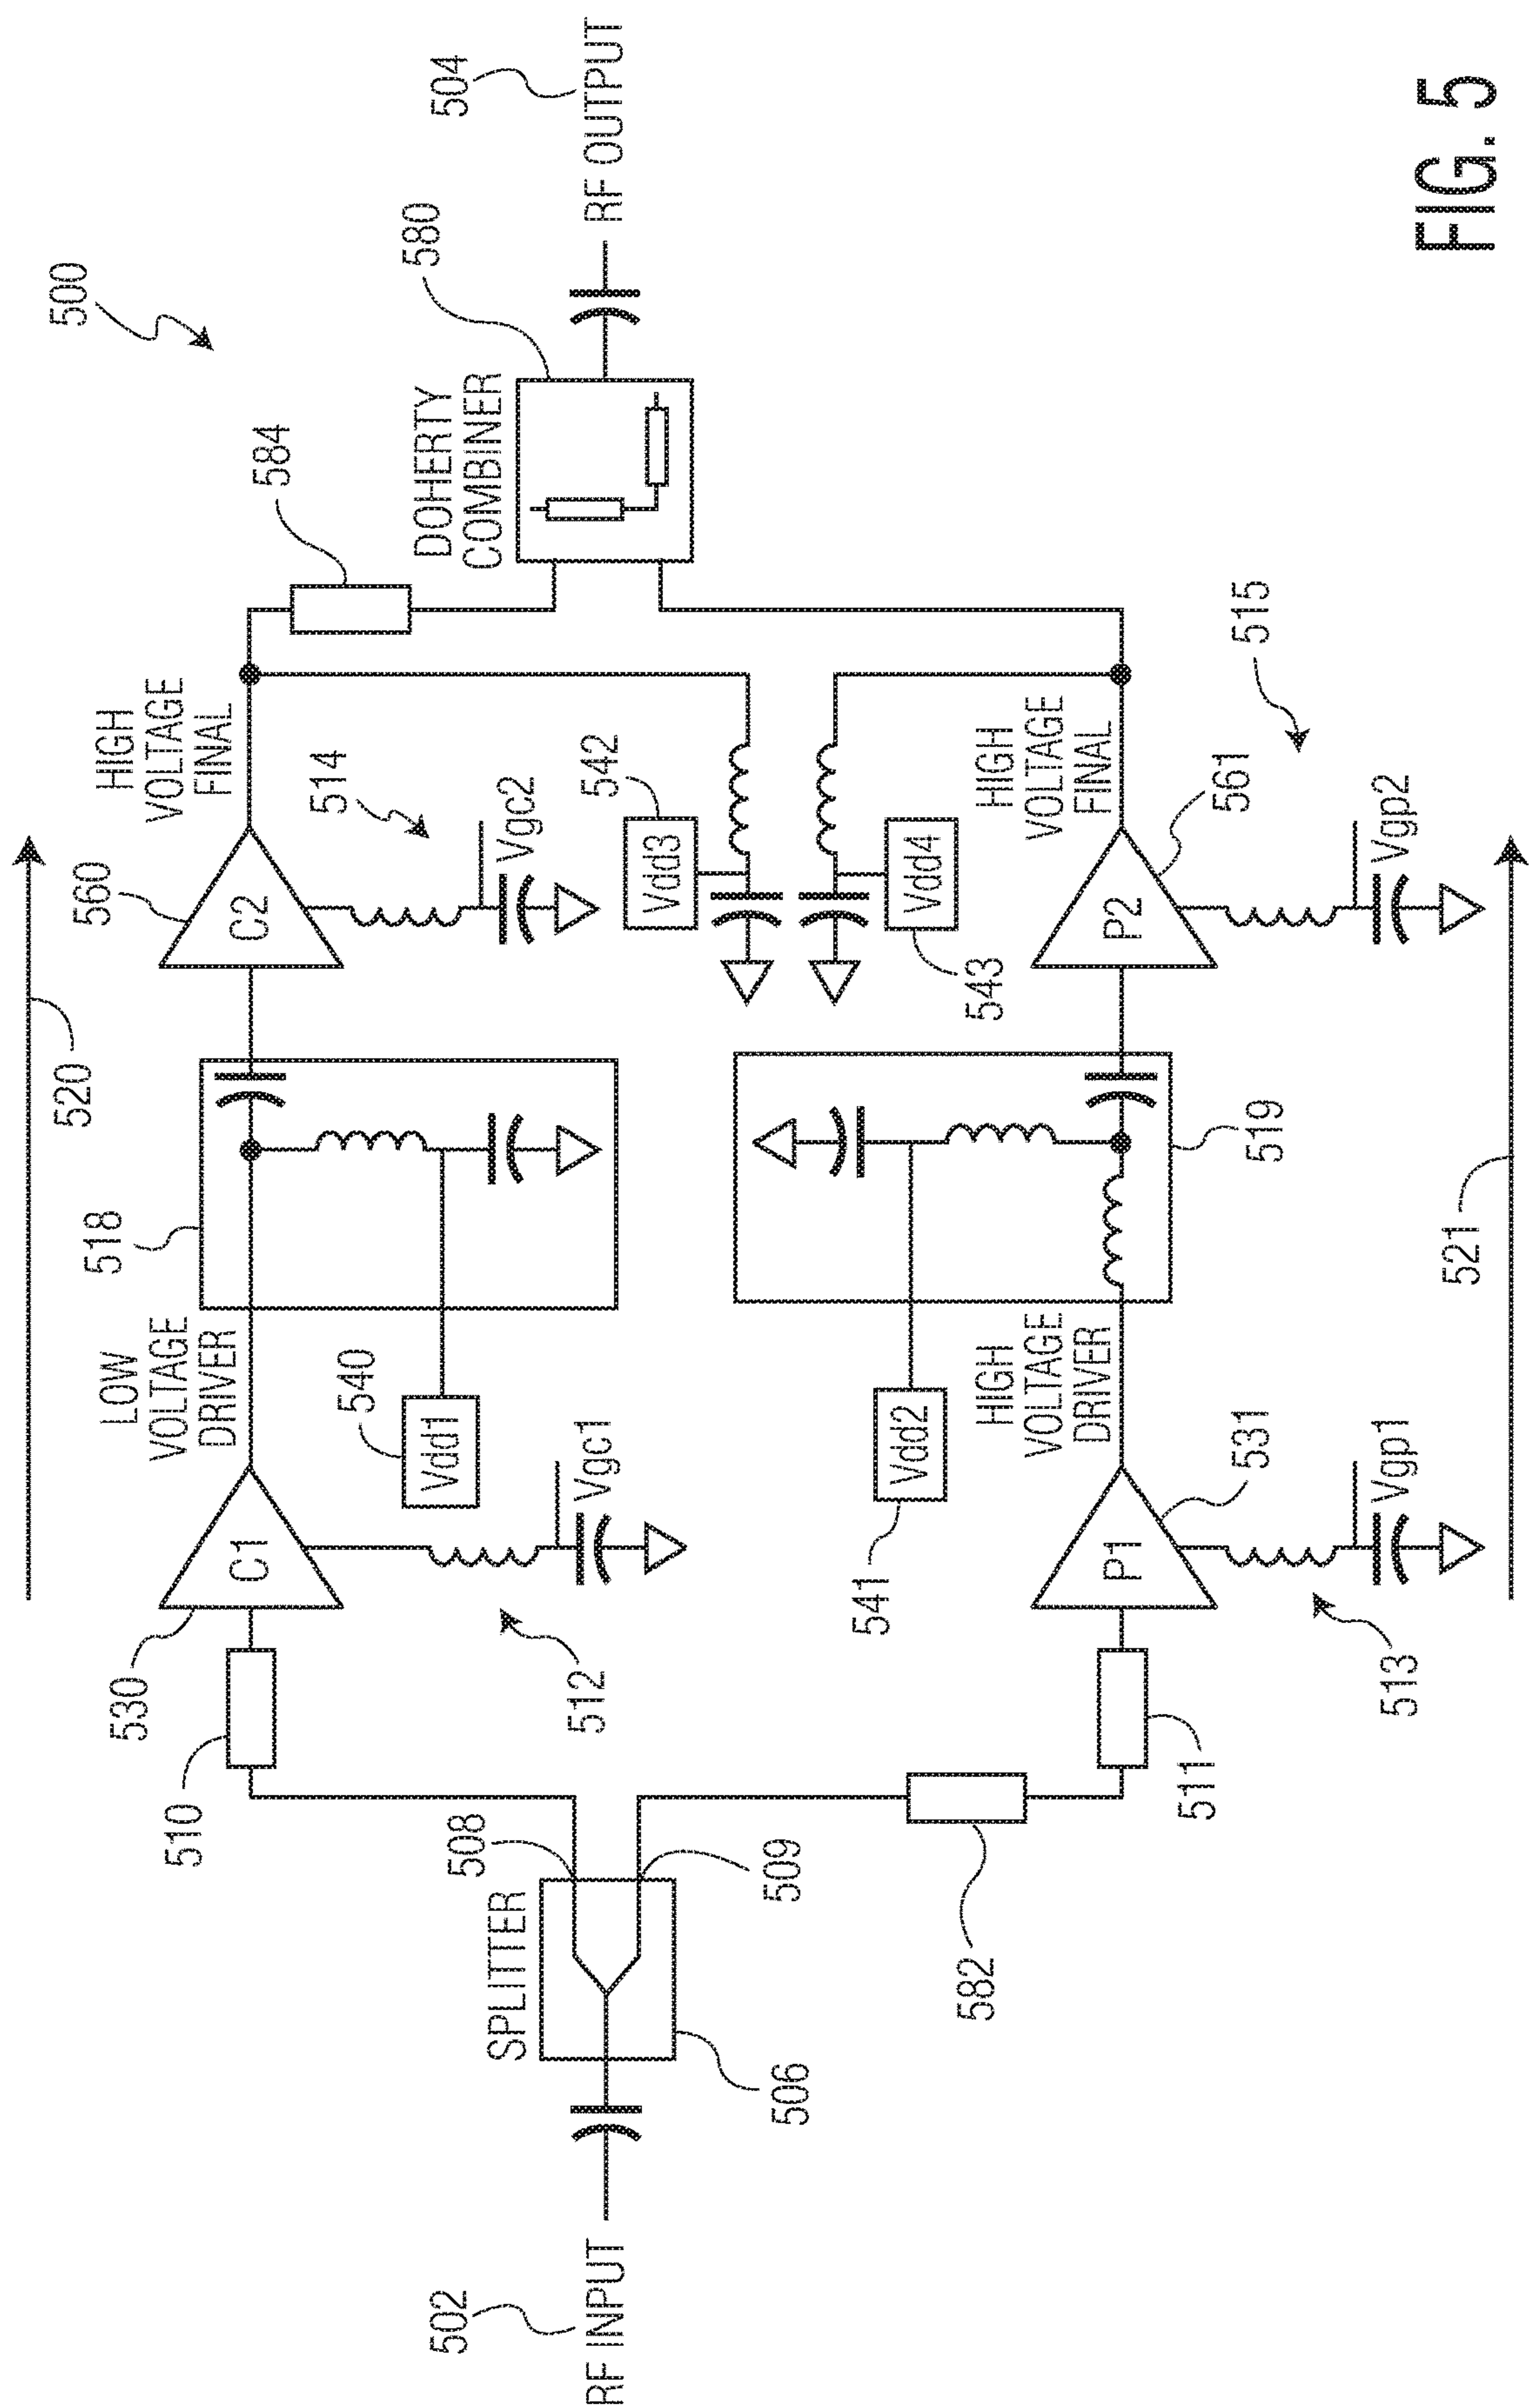 500
520
560
HIGH
VOLTAGE
FINAL
584
504
RF OUTPUT
580
DOHERTY
COMBINER
518
LOW
VOLTAGE
DRIVER
530
C1
510
C2
514
Vgc2
540
Vdd1
Vgc1
512
542
Vdd3
508
SPLITTER
502
RF INPUT
506
509
582
541
Vdd2
543
Vdd4
HIGH
VOLTAGE
DRIVER
HIGH
VOLTAGE
FINAL
P1
531
511
513
Vgp1
519
P2
561
515
Vgp2
521
FIG. 5